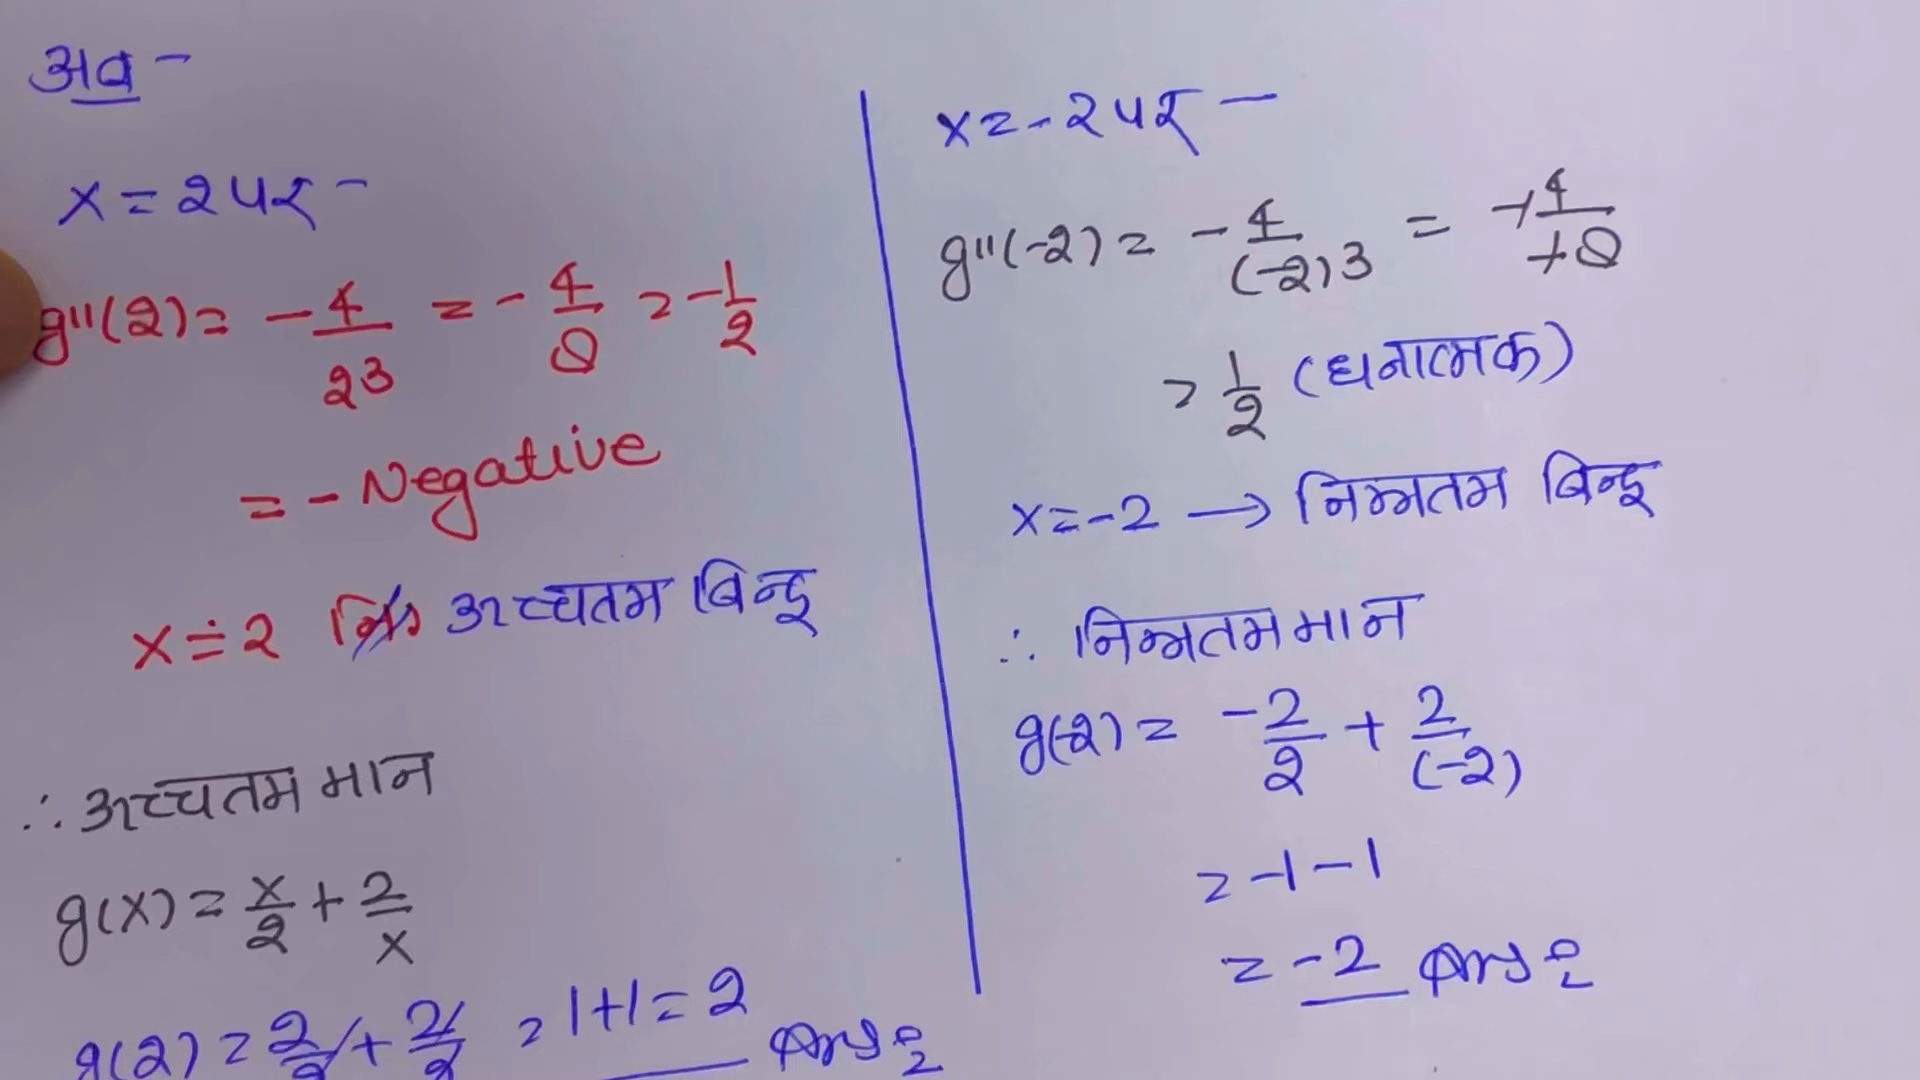 अब -
x = 2 पर -
g''(2) = -4/2³ = -4/8 = -1/2
= - Negative
x = 2 उच्चतम बिन्दू
∴ उच्चतम मान
g(x) = x/2 + 2/x
g(2) = 2/2 + 2/2 = 1+1 = 2 Ans
x = -2 पर -
g''(-2) = -4/(-2)3 = -4/-8
= 1/2 (धनात्मक)
x = -2 → निम्नतम बिन्दू
∴ निम्नतम मान
g(-2) = -2/2 + 2/(-2)
= -1 -1
= -2 Ans